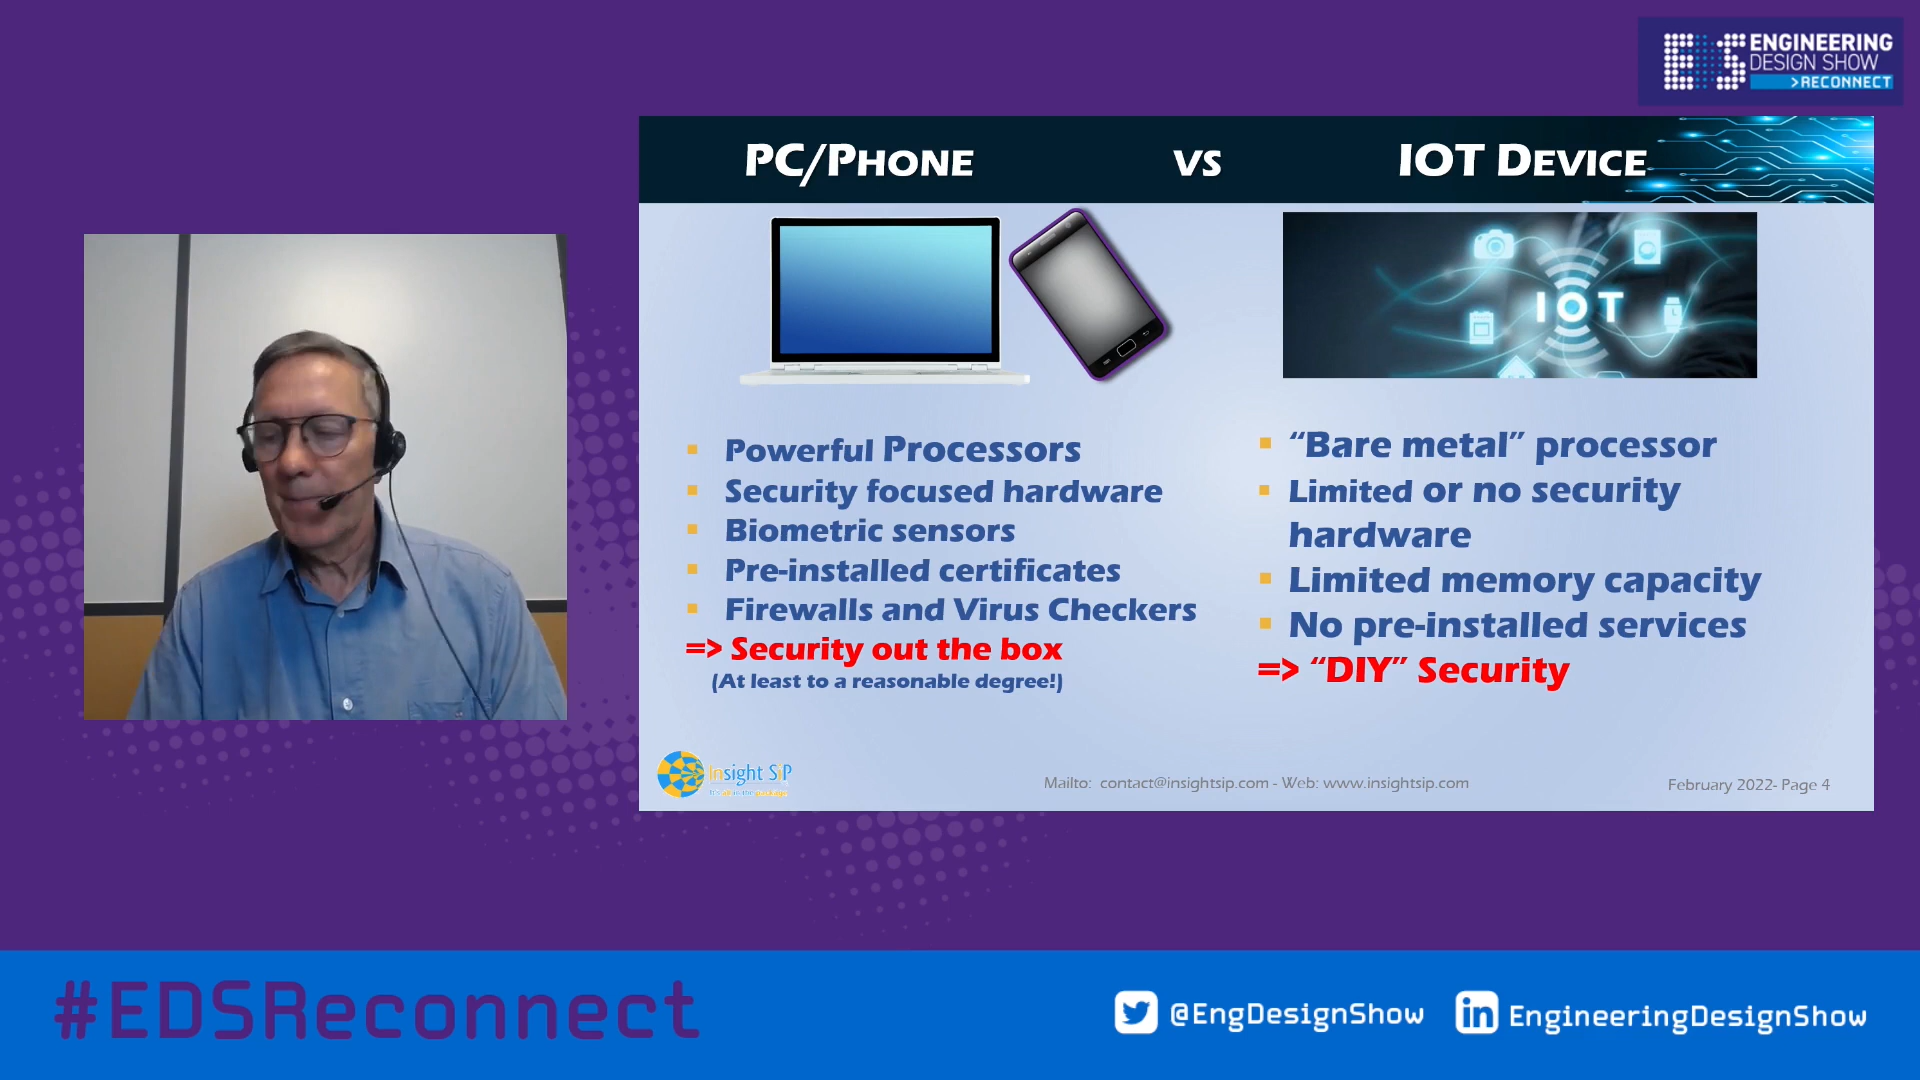 ENGINEERING
DESIGN SHOW
>RECONNECT
PC/PHONE VS IOT DEVICE
IOT
Powerful Processors
Security focused hardware
Biometric sensors
Pre-installed certificates
Firewalls and Virus Checkers
=> Security out the box
(At least to a reasonable degree!)
“Bare metal” processor
Limited or no security
hardware
Limited memory capacity
No pre-installed services
=> “DIY” Security
Insight SiP
Mailto: contact@insightsip.com - Web: www.insightsip.com
February 2022- Page 4
#EDSReconnect
@EngDesignShow
in EngineeringDesignShow